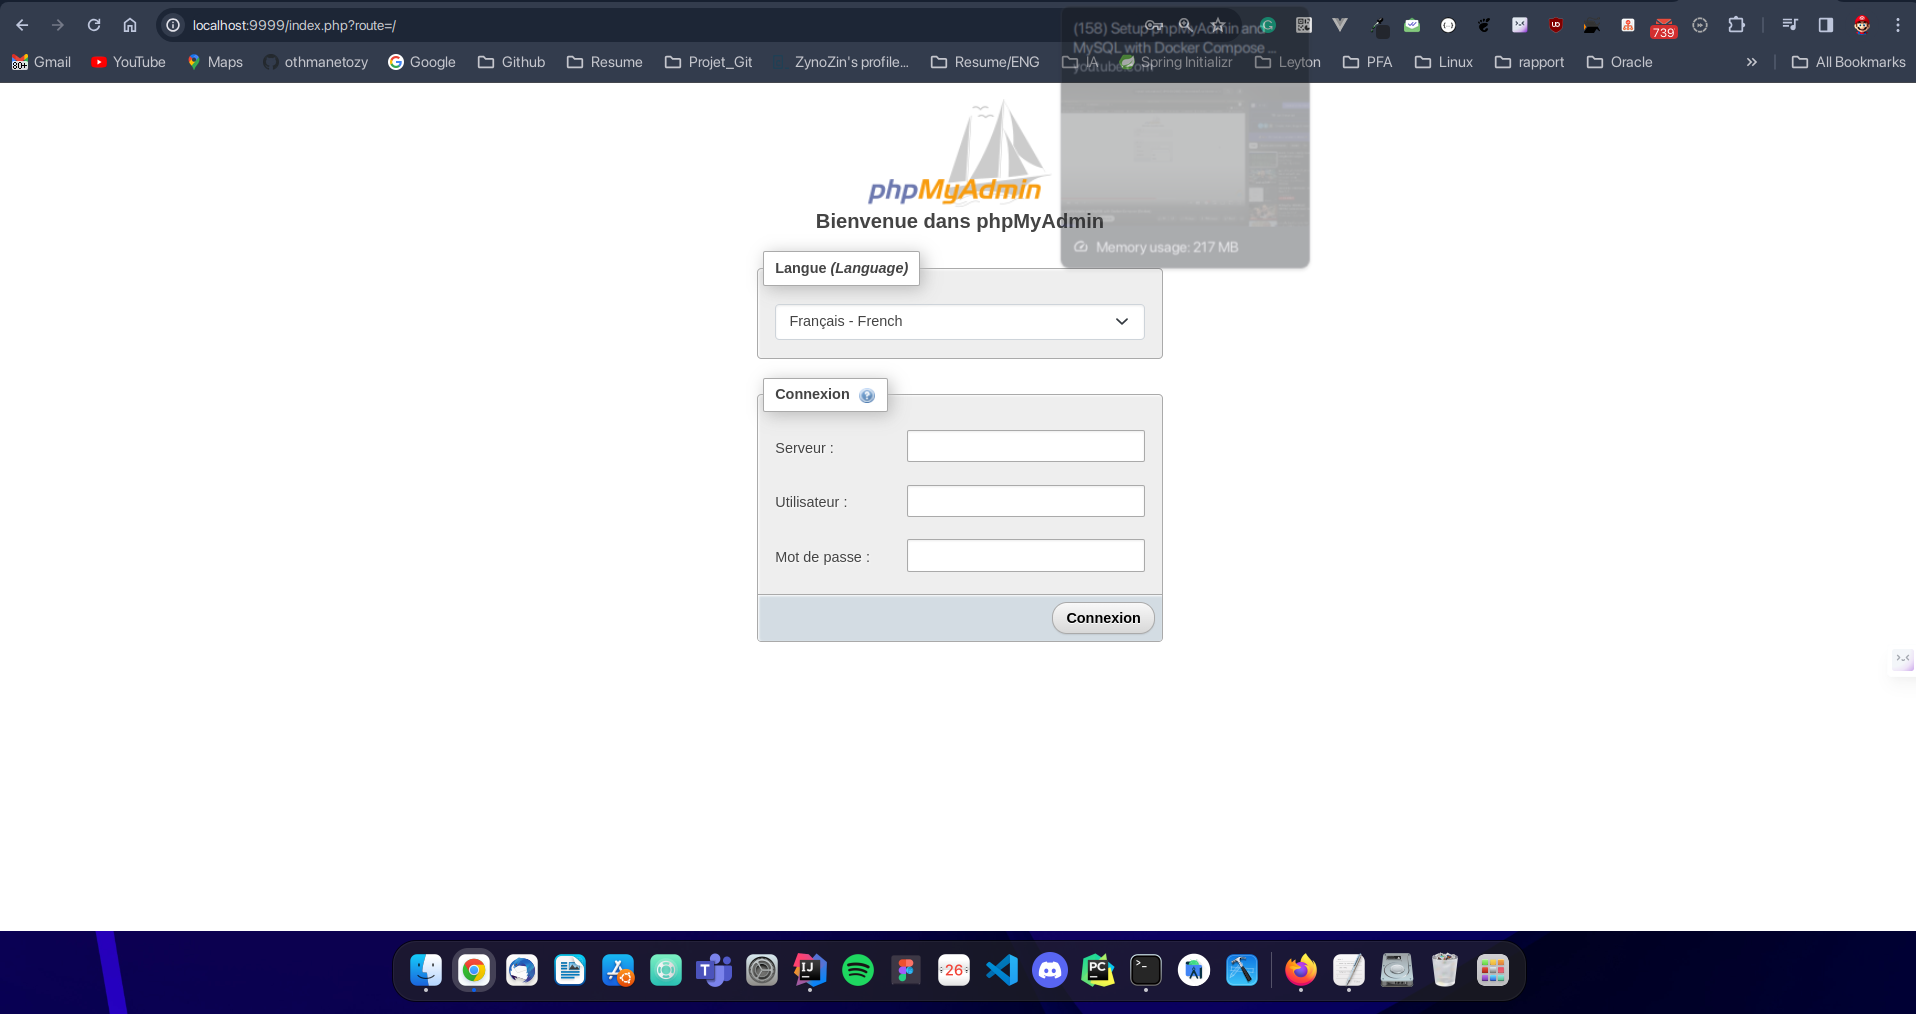 localhost:9999/index.php?route=/
(158) Setup phpMyAdmin and
MySQL with Docker Compose ...
youtube.com
739
Gmail
YouTube
Maps
othmanetozy
Google
Github
Resume
Projet_Git
ZynoZin's profile...
Resume/ENG
IA
Spring Initializr
Leyton
PFA
Linux
rapport
Oracle
»
All Bookmarks
phpMyAdmin
Bienvenue dans phpMyAdmin
Memory usage: 217 MB
Langue (Language)
Français - French
Connexion
Serveur :
Utilisateur :
Mot de passe :
Connexion
26